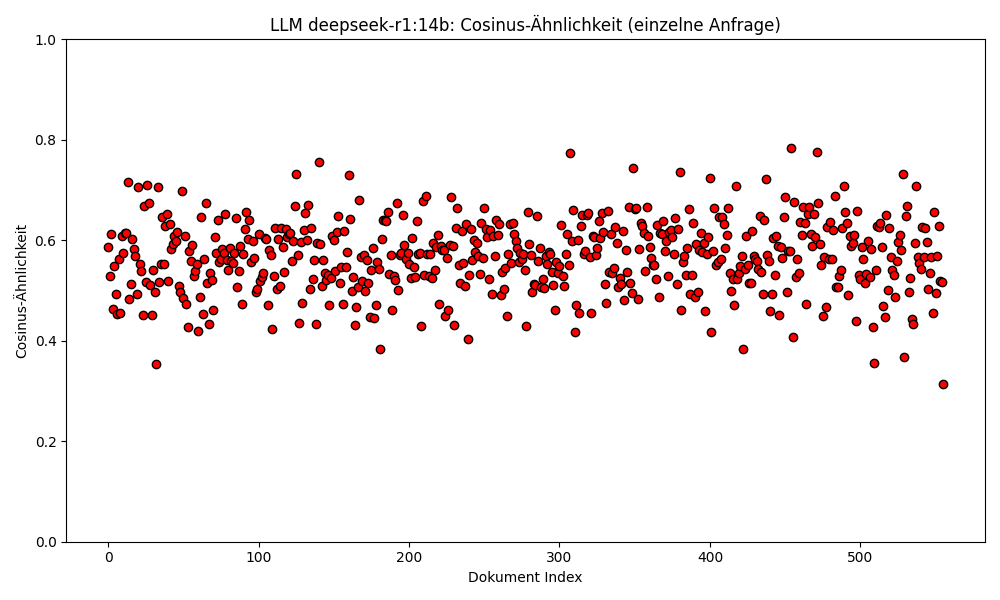 LLM deepseek-r1:14b: Cosinus-Ähnlichkeit (einzelne Anfrage)
Cosinus-Ähnlichkeit
1.0
0.8
0.6
0.4
0.2
0.0
0 100 200 300 400 500
Dokument Index